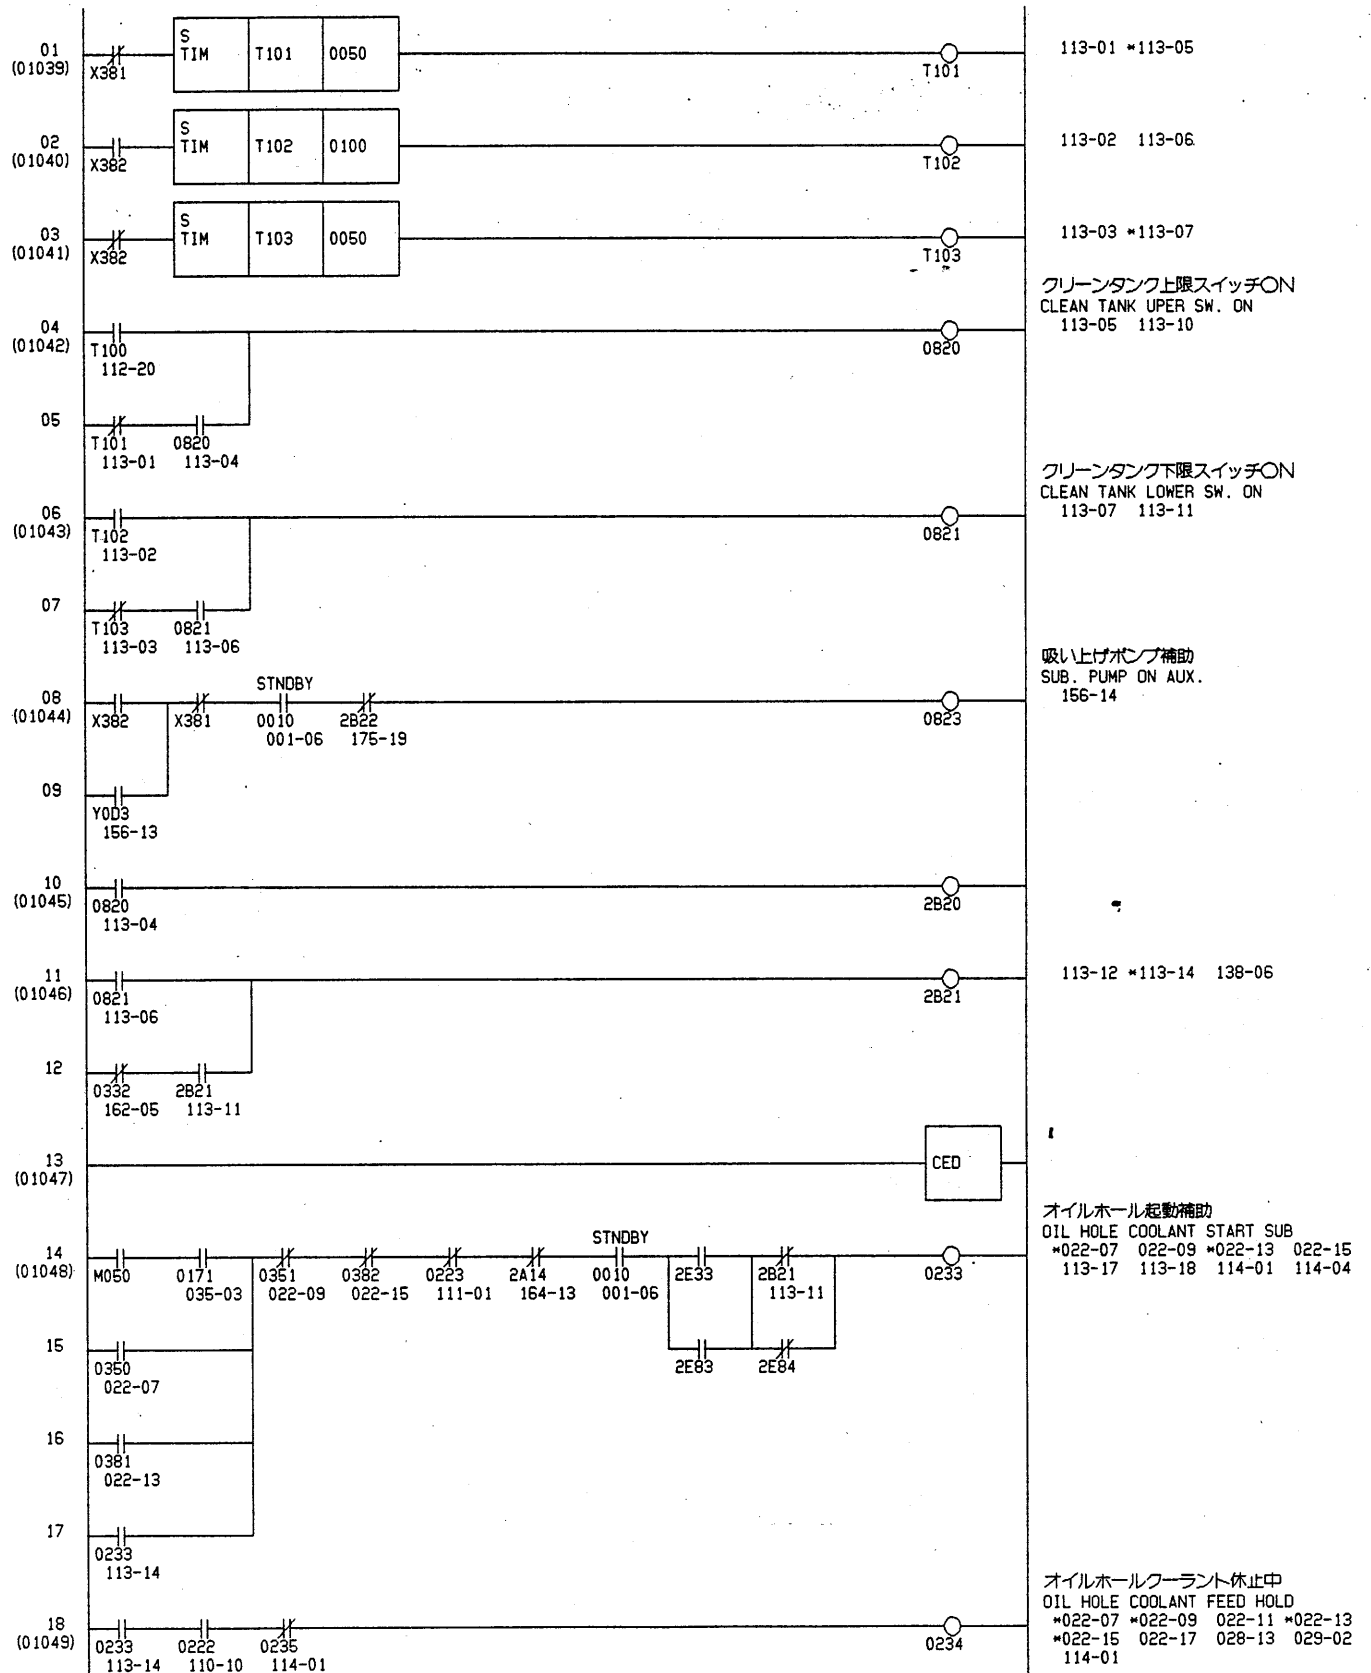 01 S 113-01 *113-05
(01039) X381 TIM T101 0050 T101
02 S 113-02 113-06
(01040) X382 TIM T102 0100 T102
03 S 113-03 *113-07
(01041) X382 TIM T103 0050 T103
クリーンタンク上限スイッチON
CLEAN TANK UPER SW. ON
04 113-05 113-10
(01042) T100 0820
112-20
05
T101 0820
113-01 113-04
クリーンタンク下限スイッチON
CLEAN TANK LOWER SW. ON
06 113-07 113-11
(01043) T102 0821
113-02
07
T103 0821
113-03 113-06
吸い上げポンプ補助
SUB. PUMP ON AUX.
STNDBY
08 156-14
(01044) X382 X381 0010 2B22 0823
001-06 175-19
09
Y0D3
156-13
10
(01045) 0820 2B20
113-04
11 113-12 *113-14 138-06
(01046) 0821 2B21
113-06
12
0332 2B21
162-05 113-11
13
(01047) CED
オイルホール起動補助
OIL HOLE COOLANT START SUB
STNDBY
14 *022-07 022-09 *022-13 022-15
(01048) M050 0171 0351 0382 0223 2A14 0010 2E33 2B21 0233
035-03 022-09 022-15 111-01 164-13 001-06 113-11
113-17 113-18 114-01 114-04
15
0350 2E83 2E84
022-07
16
0381
022-13
17
0233
113-14
オイルホールクーラント休止中
OIL HOLE COOLANT FEED HOLD
*022-07 *022-09 022-11 *022-13
18 *022-15 022-17 028-13 029-02
(01049) 0233 0222 0235 0234
114-01
113-14 110-10 114-01